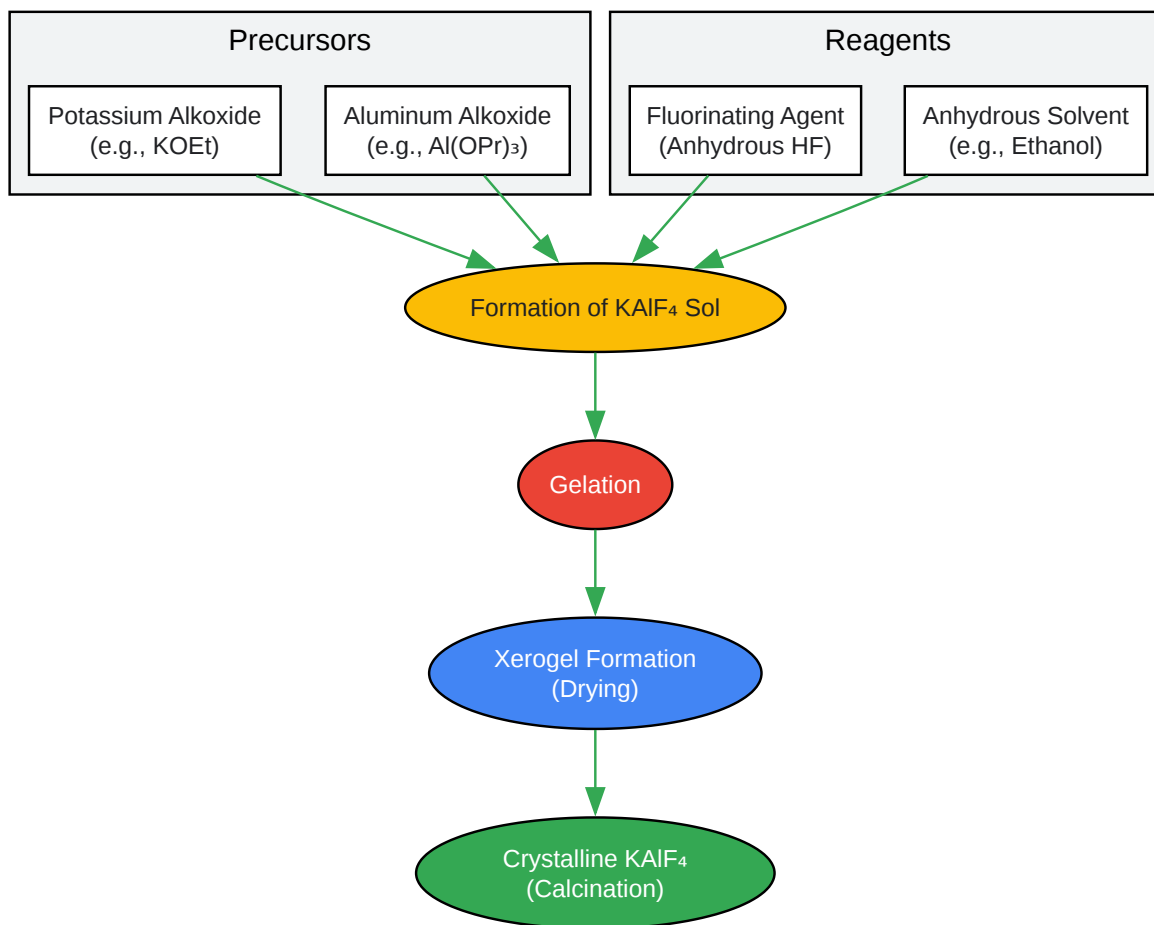 Precursors
Potassium Alkoxide
(e.g., KOEt)
Aluminum Alkoxide
(e.g., Al(OPr)₃)
Reagents
Fluorinating Agent
(Anhydrous HF)
Anhydrous Solvent
(e.g., Ethanol)
Formation of KAlF₄ Sol
Gelation
Xerogel Formation
(Drying)
Crystalline KAlF₄
(Calcination)